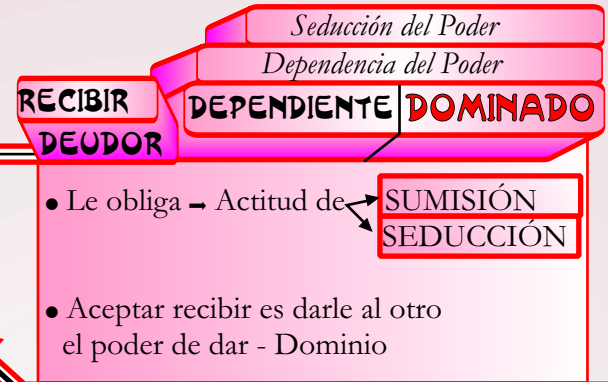 Seducción del Poder
Dependencia del Poder
RECIBIR
DEPENDIENTE DOMINADO
DEUDOR
• Le obliga → Actitud de SUMISIÓN
SEDUCCIÓN
• Aceptar recibir es darle al otro
el poder de dar - Dominio